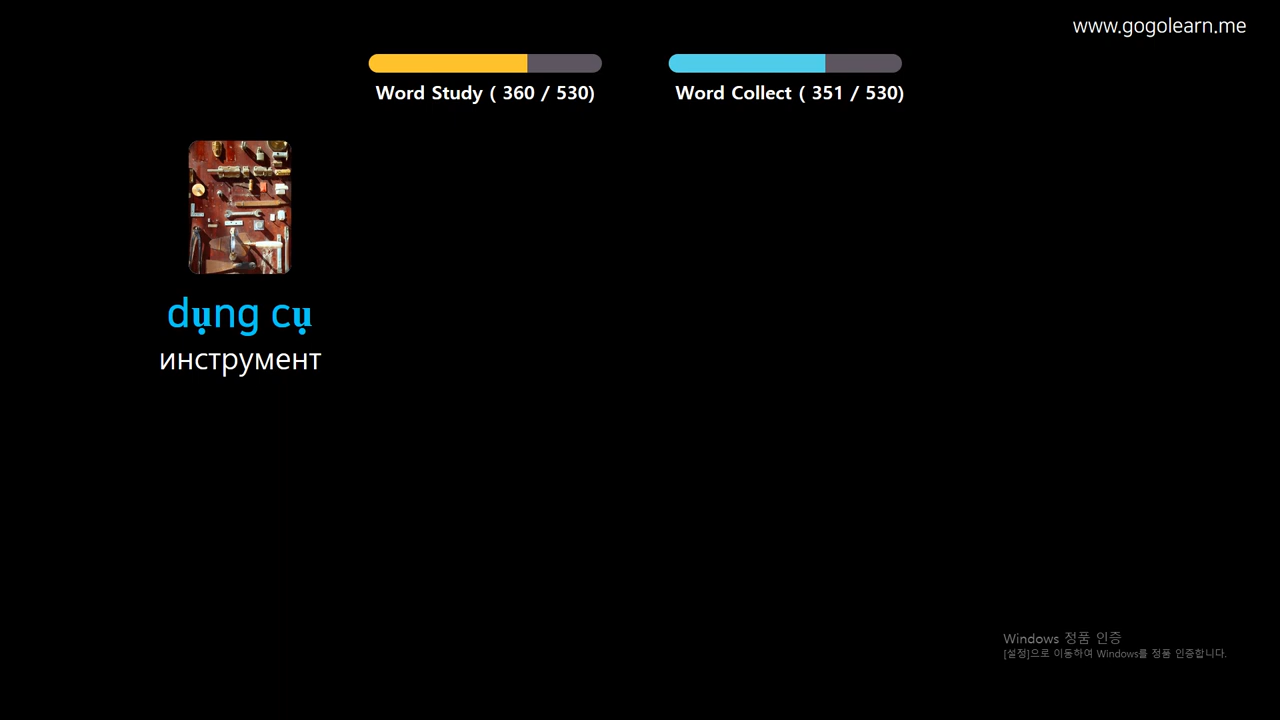 www.gogolearn.me
Word Study ( 360 / 530)
Word Collect ( 351 / 530)
dụng cụ
инструмент
Windows 정품 인증
[설정]으로 이동하여 Windows를 정품 인증합니다.